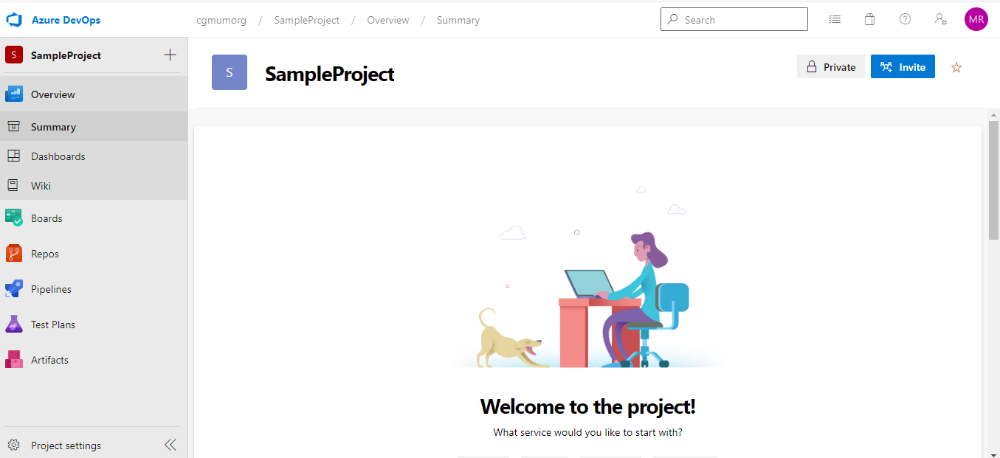 Azure DevOps
cgmumorg / SampleProject / Overview / Summary
Search
MR
S
SampleProject
S
SampleProject
Private
Invite
Overview
Summary
Dashboards
Wiki
Boards
Repos
Pipelines
Test Plans
Artifacts
Welcome to the project!
What service would you like to start with?
Project settings